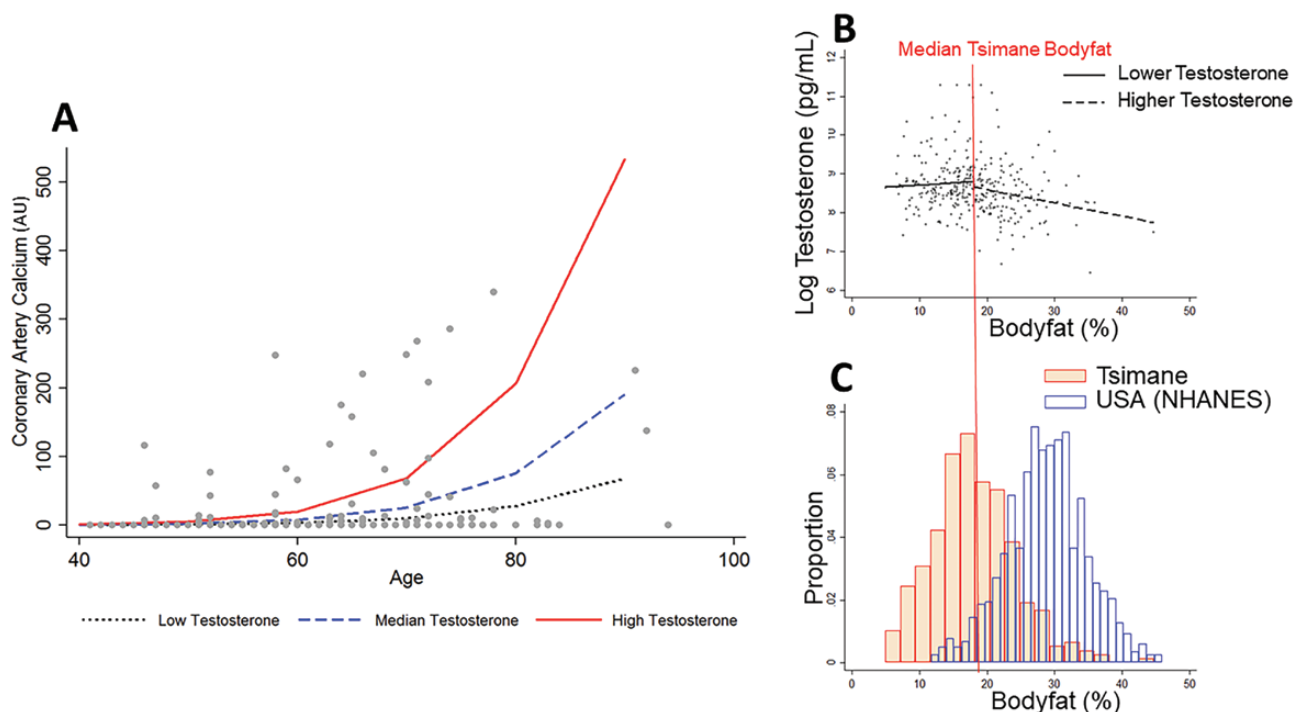 A
Coronary Artery Calcium (AU)
500
400
300
200
100
0
40
60
80
100
Age
Low Testosterone
Median Testosterone
High Testosterone
B
Median Tsimane Bodyfat
Lower Testosterone
Higher Testosterone
Log Testosterone (pg/mL)
12
11
10
9
8
7
6
0
10
20
30
40
50
Bodyfat (%)
C
Tsimane
USA (NHANES)
Proportion
.08
.06
.04
.02
0
0
10
20
30
40
50
Bodyfat (%)